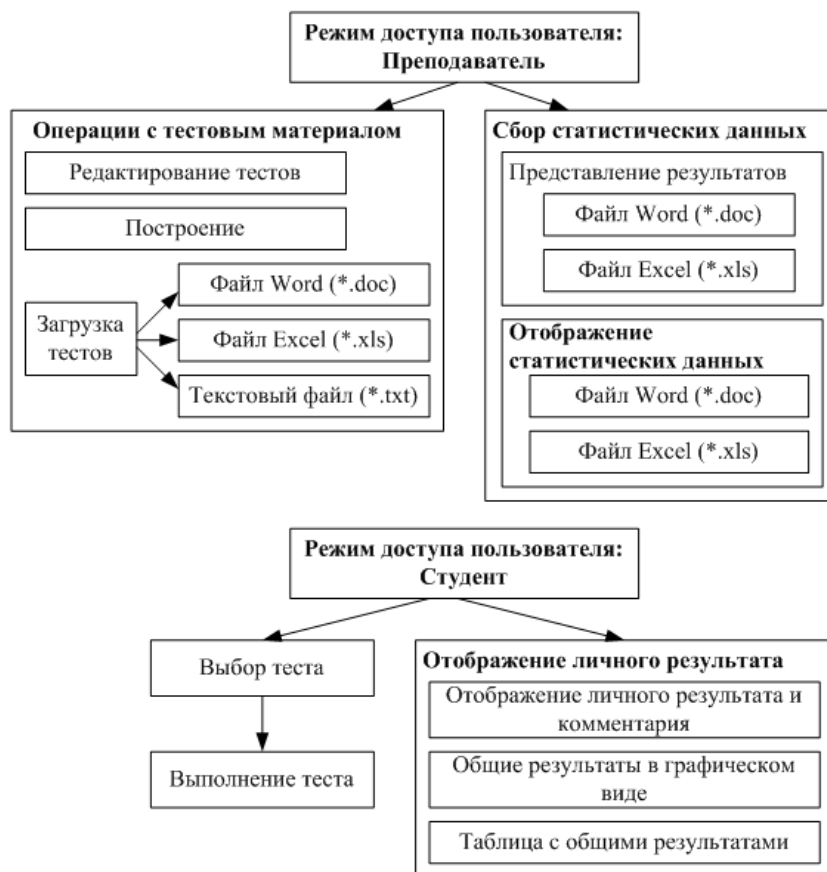 Режим доступа пользователя:
Преподаватель
Операции с тестовым материалом
Редактирование тестов
Построение
Загрузка
тестов
Файл Word (*.doc)
Файл Excel (*.xls)
Текстовый файл (*.txt)
Сбор статистических данных
Представление результатов
Файл Word (*.doc)
Файл Excel (*.xls)
Отображение
статистических данных
Файл Word (*.doc)
Файл Excel (*.xls)
Режим доступа пользователя:
Студент
Выбор теста
Выполнение теста
Отображение личного результата
Отображение личного результата и
комментария
Общие результаты в графическом
виде
Таблица с общими результатами